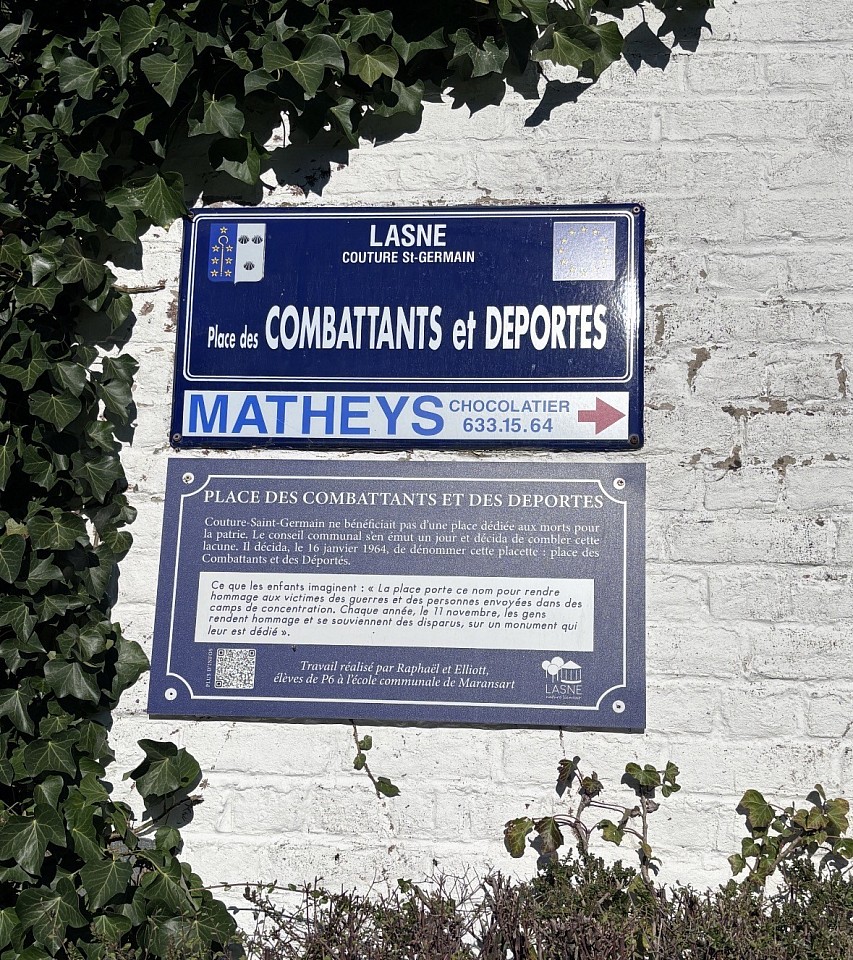 LASNE
COUTURE St-GERMAIN
Place des COMBATTANTS et DEPORTES
MATHEYS CHOCOLATIER
633.15.64
PLACE DES COMBATTANTS ET DES DEPORTES
Couture-Saint-Germain ne bénéficiait pas d'une place dédiée aux morts pour
la patrie. Le conseil communal s'en émut un jour et décida de combler cette
lacune. Il décida, le 16 janvier 1964, de dénommer cette placette : place des
Combattants et des Déportés.
Ce que les enfants imaginent : « La place porte ce nom pour rendre
hommage aux victimes des guerres et des personnes envoyées dans des
camps de concentration. Chaque année, le 11 novembre, les gens
rendent hommage et se souviennent des disparus, sur un monument qui
leur est dédié ».
PLUS D'INFOS
Travail réalisé par Raphaël et Elliott,
élèves de P6 à l'école communale de Maransart
LASNE